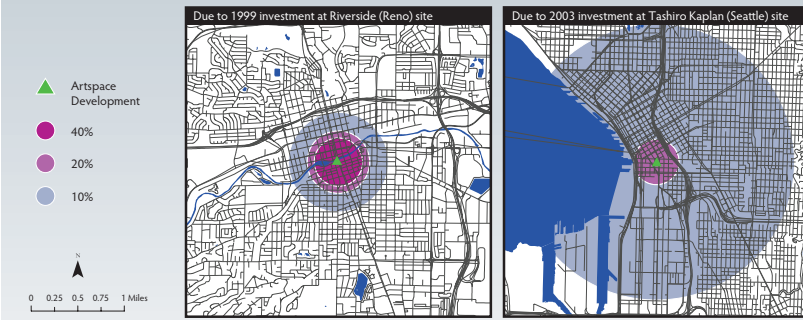 Due to 1999 investment at Riverside (Reno) site
Due to 2003 investment at Tashiro Kaplan (Seattle) site
Artspace
Development
40%
20%
10%
N
0 0.25 0.5 0.75 1 Miles